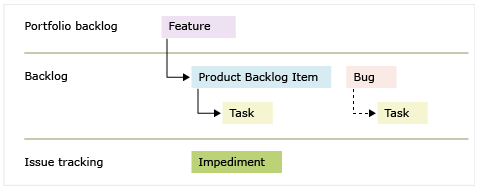 Portfolio backlog
Feature
Backlog
Product Backlog Item
Bug
Task
Task
Issue tracking
Impediment